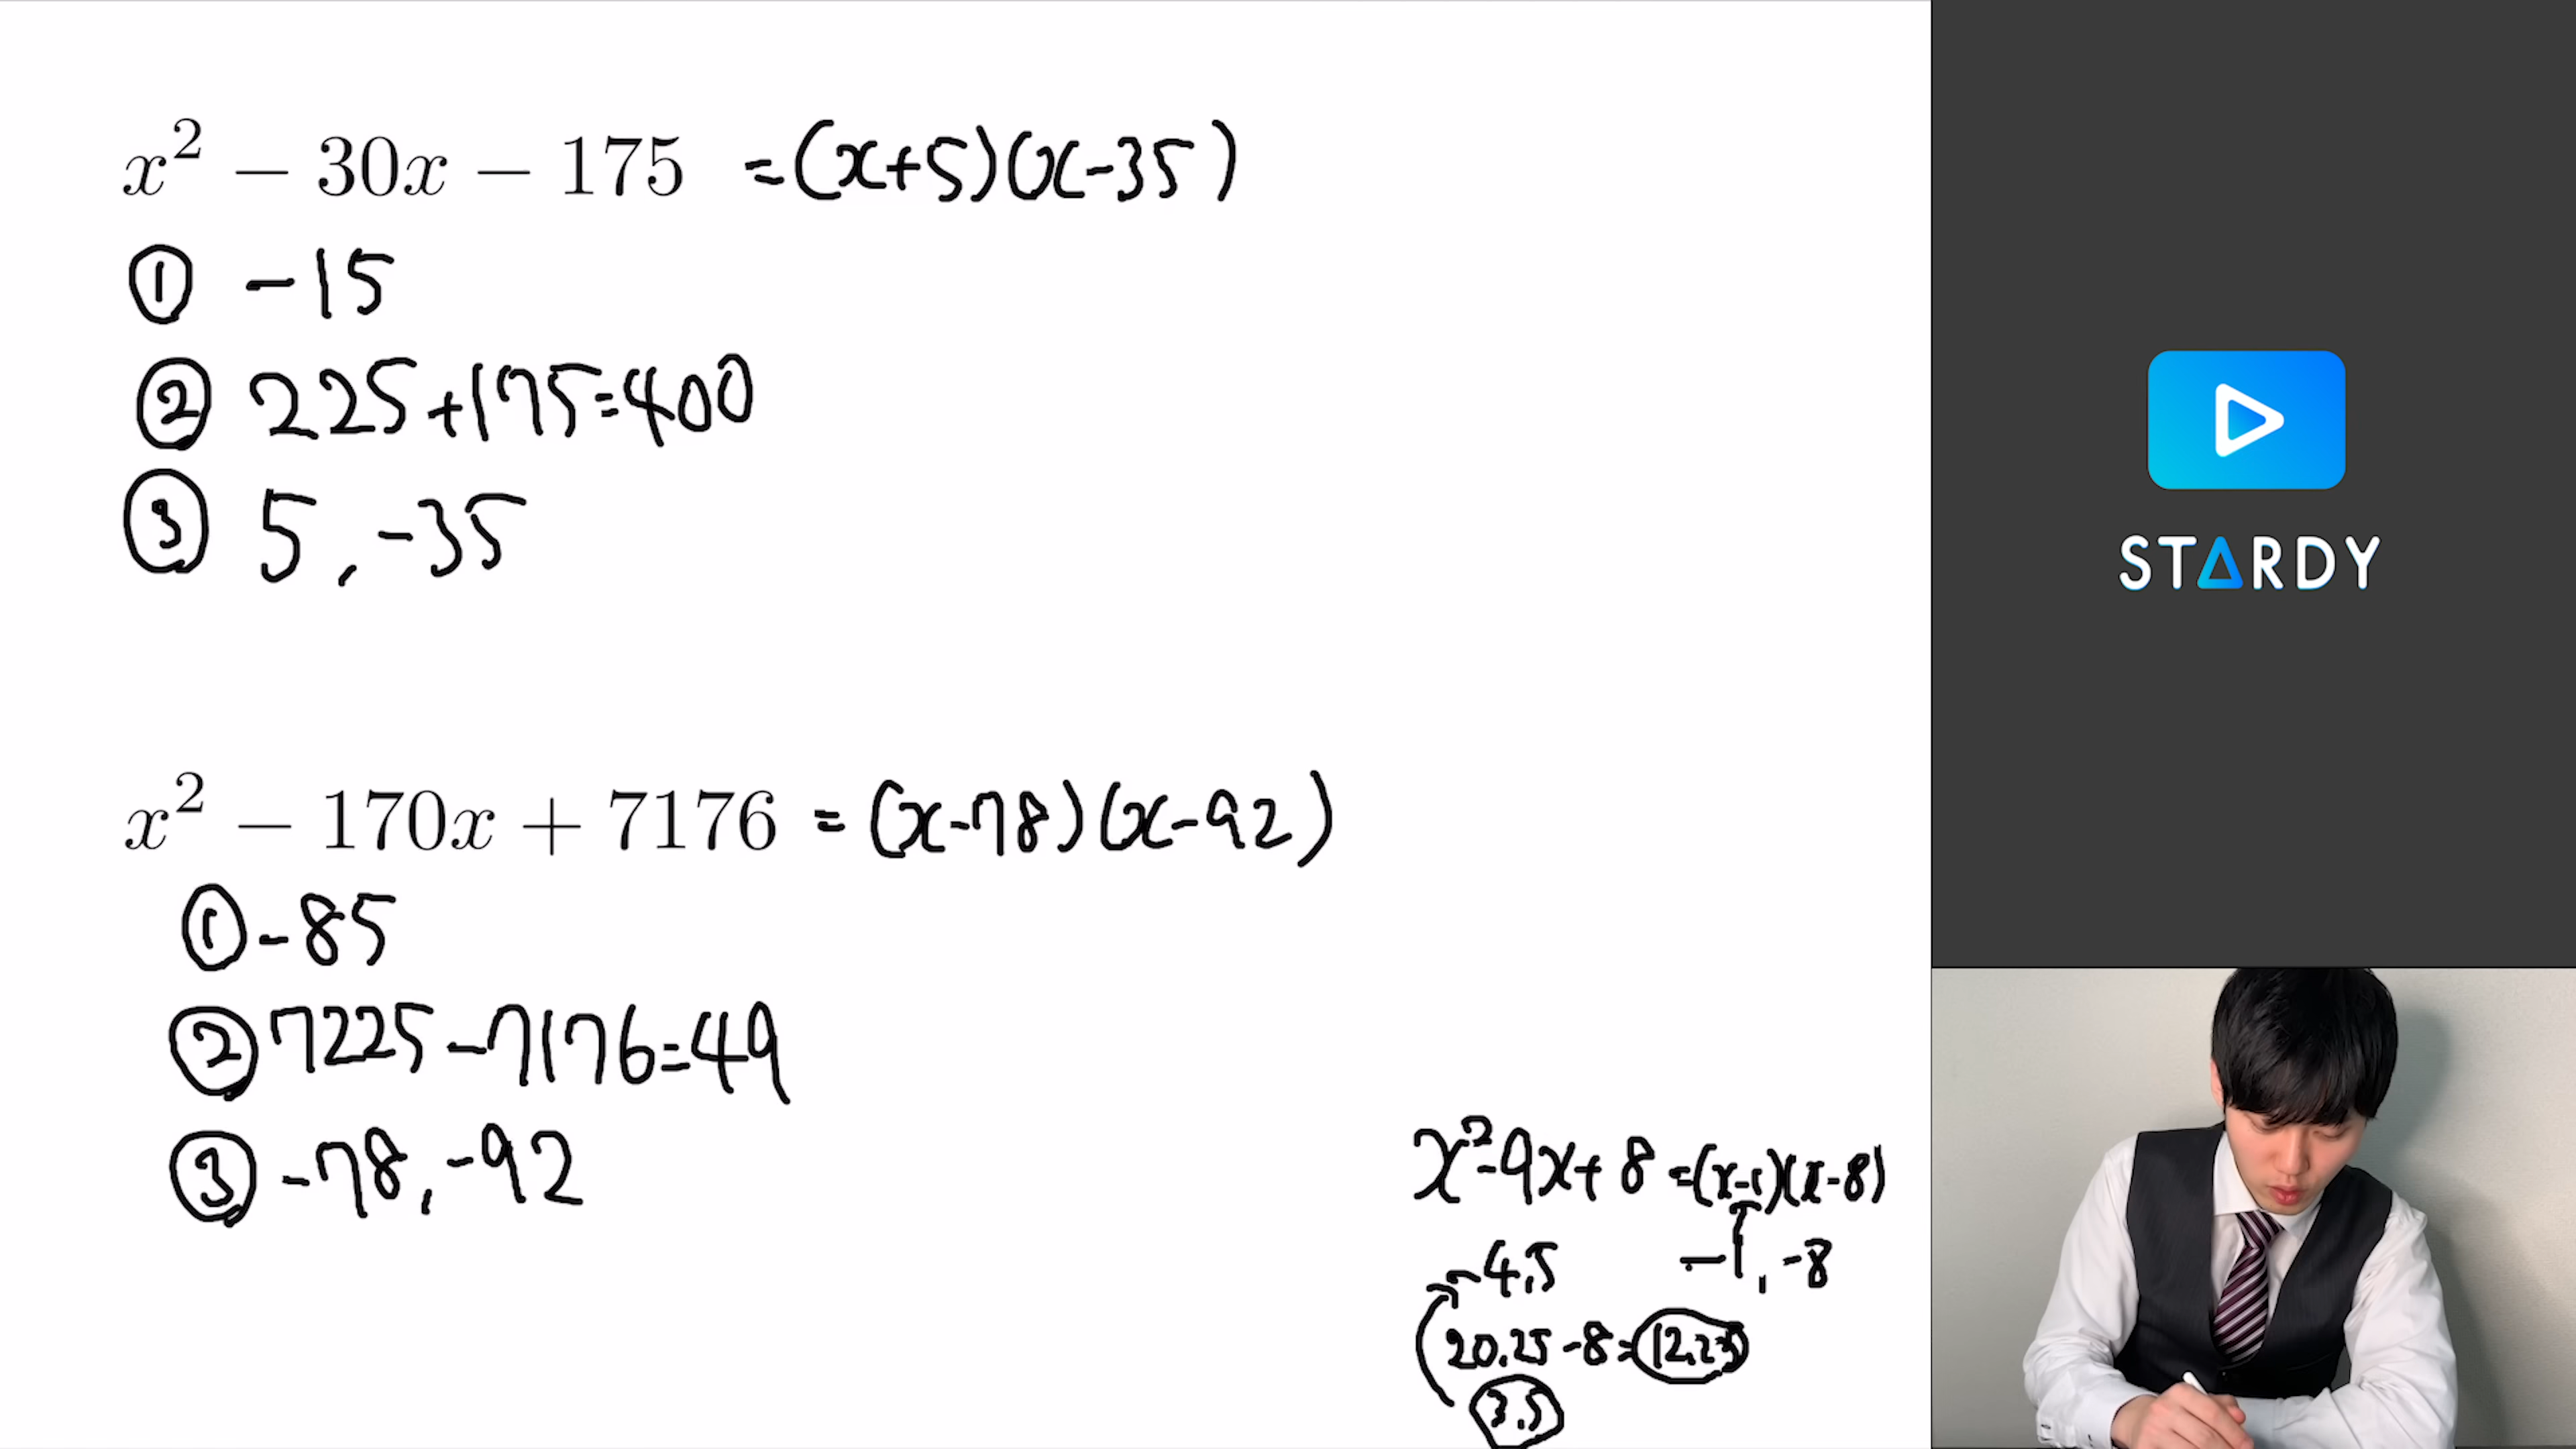 x² − 30x − 175 = (x+5)(x-35)
① -15
② 225+175=400
③ 5, -35
x² − 170x + 7176 = (x-78)(x-92)
① -85
② 7225-7176=49
③ -78, -92
x²-9x+8 =(x-1)(x-8)
-4.5 -1, -8
20.25-8=12.25
3.5
STARDY